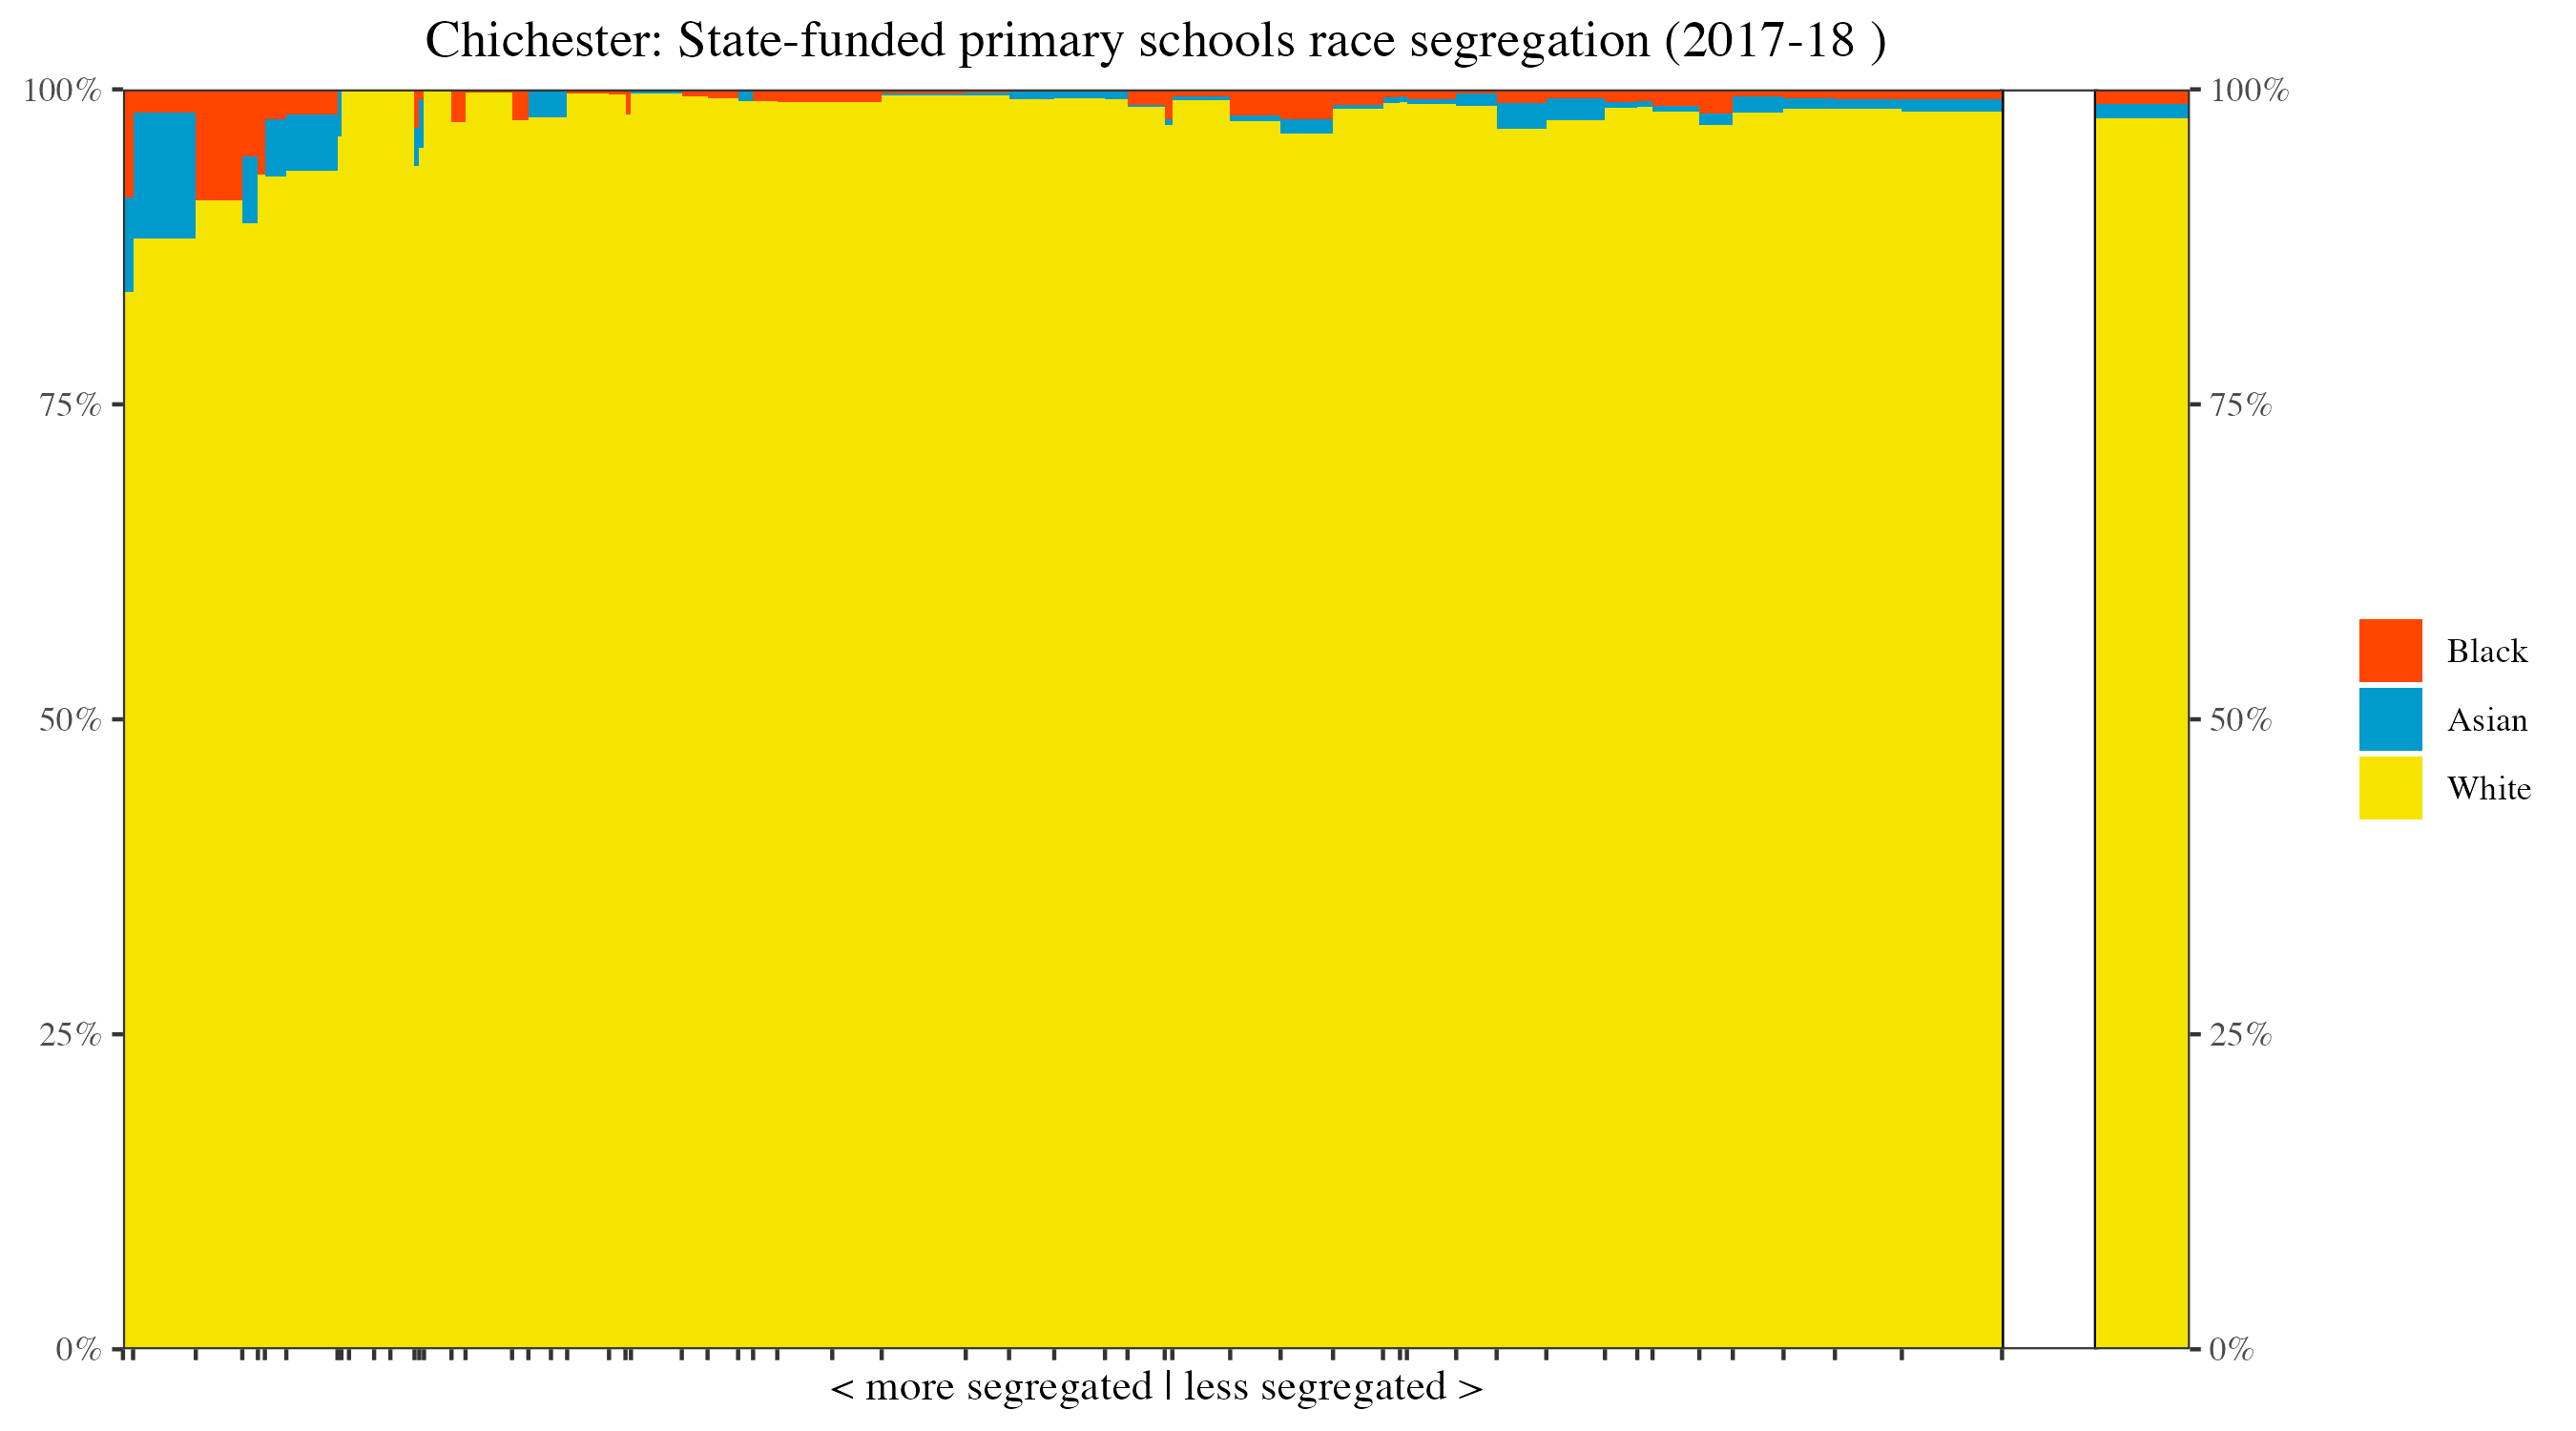 Chichester: State-funded primary schools race segregation (2017-18 )
100%
75%
50%
25%
0%
100%
75%
50%
25%
0%
Black
Asian
White
< more segregated | less segregated >